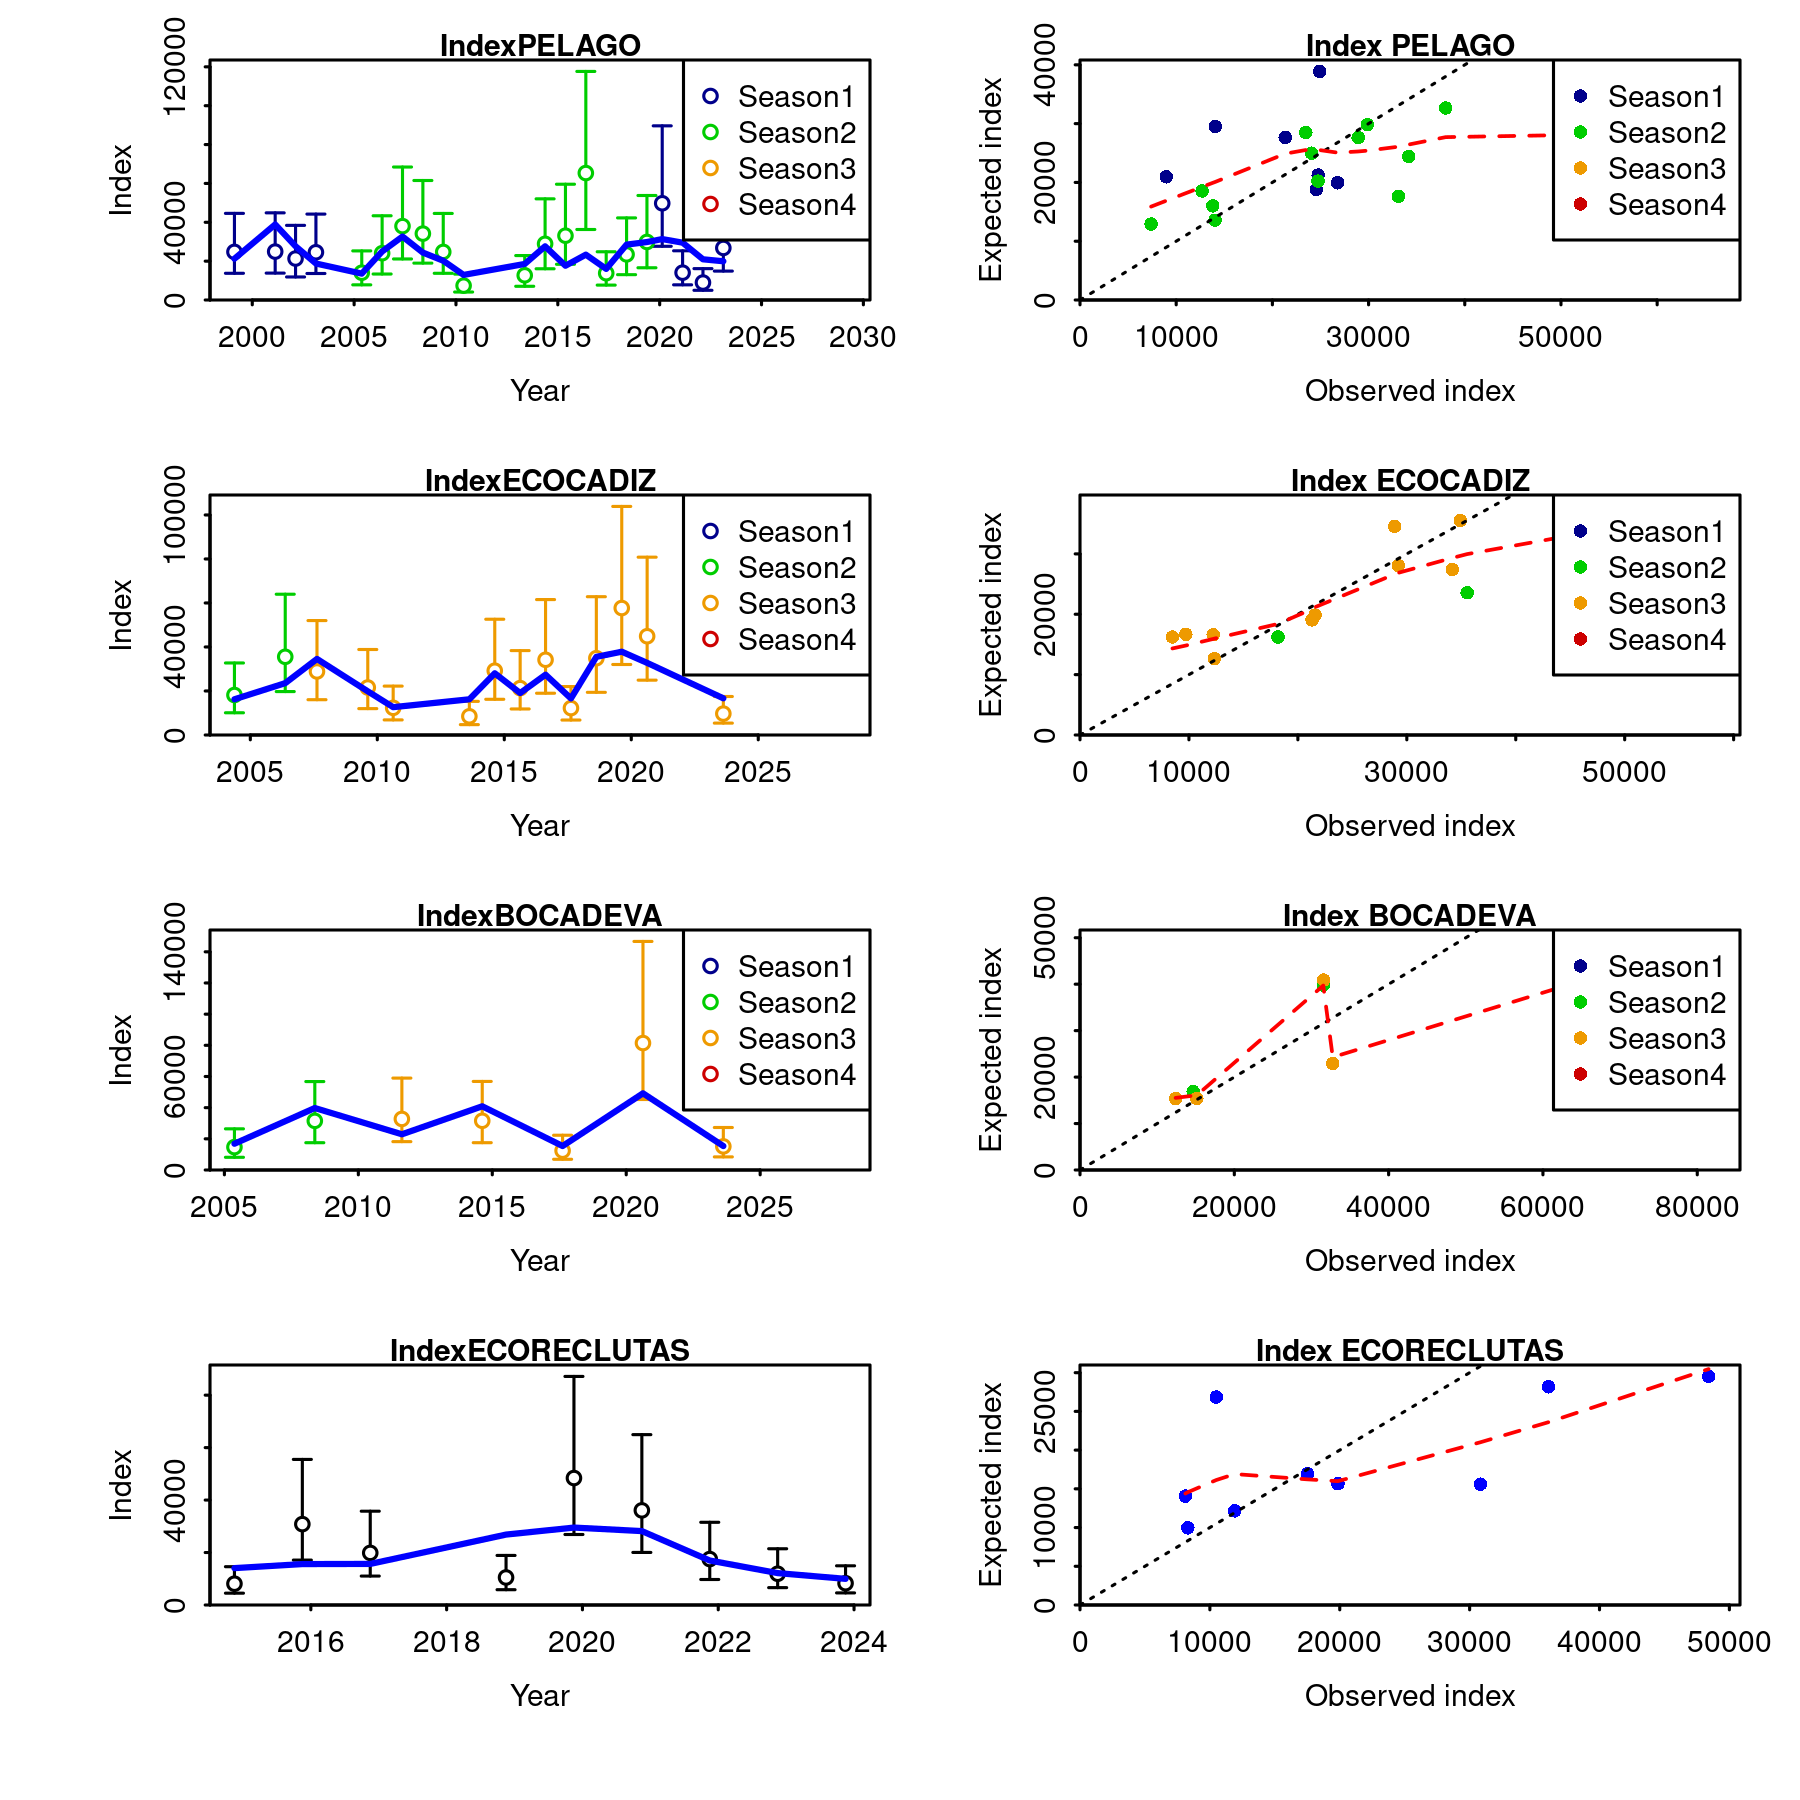 IndexPELAGO
120000
40000
0
Index
Season1
Season2
Season3
Season4
2000 2005 2010 2015 2020 2025 2030
Year
Index PELAGO
40000
20000
0
Expected index
Season1
Season2
Season3
Season4
0 10000 30000 50000
Observed index
IndexECOCADIZ
100000
40000
0
Index
Season1
Season2
Season3
Season4
2005 2010 2015 2020 2025
Year
Index ECOCADIZ
20000
0
Expected index
Season1
Season2
Season3
Season4
0 10000 30000 50000
Observed index
IndexBOCADEVA
140000
60000
0
Index
Season1
Season2
Season3
Season4
2005 2010 2015 2020 2025
Year
Index BOCADEVA
50000
20000
0
Expected index
Season1
Season2
Season3
Season4
0 20000 40000 60000 80000
Observed index
IndexECORECLUTAS
40000
0
Index
2016 2018 2020 2022 2024
Year
Index ECORECLUTAS
25000
10000
0
Expected index
0 10000 20000 30000 40000 50000
Observed index